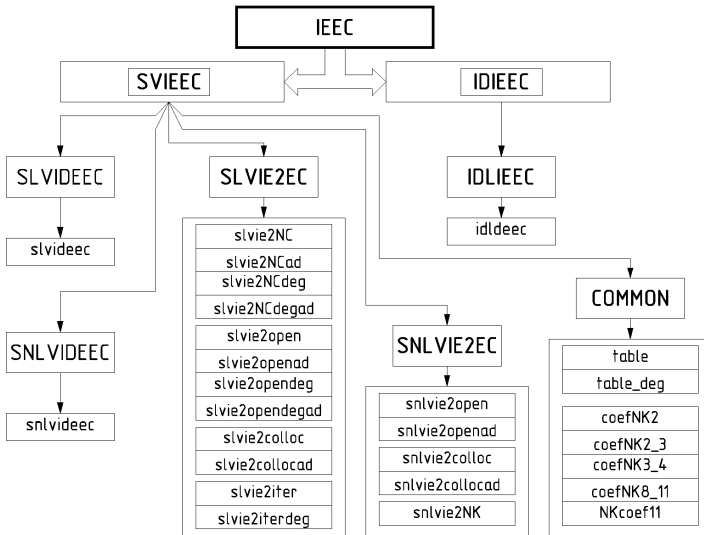 IEEC
SVIEEC
IDIEEC
SLVIDEEC
SLVIE2EC
IDLIEEC
slvideec
idldeec
SNLVIDEEC
snlvideec
slvie2NC
slvie2NCad
slvie2NCdeg
slvie2NCdegad
slvie2open
slvie2openad
slvie2opendeg
slvie2opendegad
slvie2colloc
slvie2collocad
slvie2iter
slvie2iterdeg
SNLVIE2EC
snlvie2open
snlvie2openad
snlvie2colloc
snlvie2collocad
snlvie2NK
COMMON
table
table_deg
coefNK2
coefNK2_3
coefNK3_4
coefNK8_11
NKcoef11